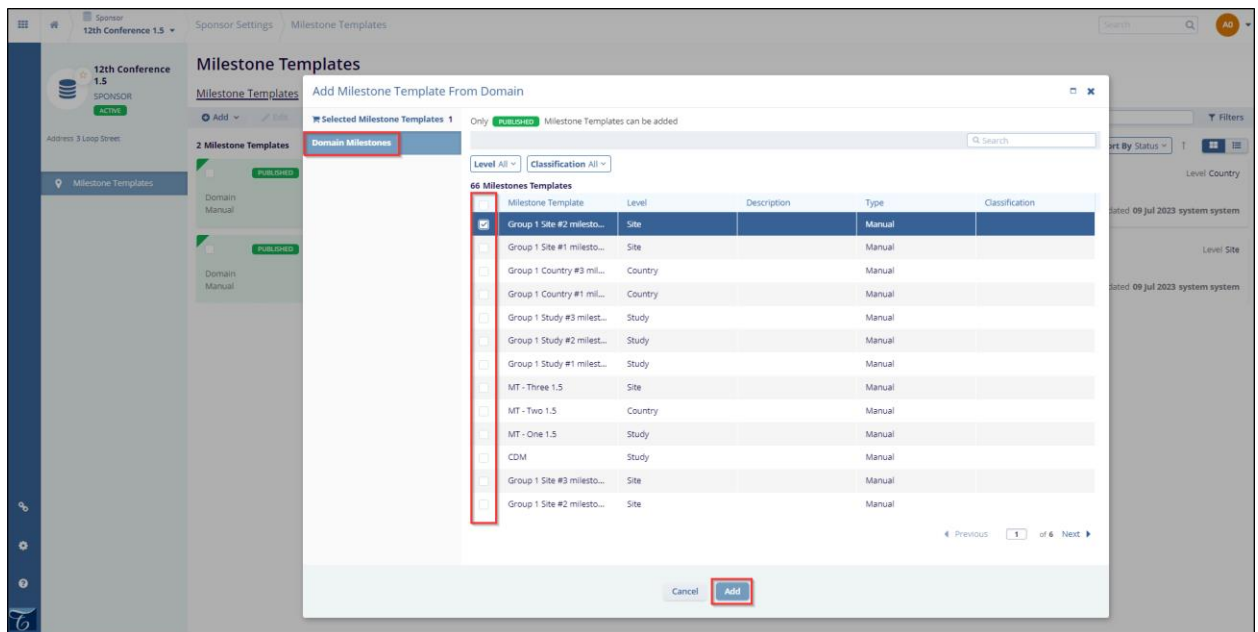 Sponsor
12th Conference 1.5
Sponsor Settings
Milestone Templates
Search
AD
12th Conference
1.5
SPONSOR
ACTIVE
Address 3 Loop Street
Milestone Templates
Milestone Templates
Milestone Templates
Add
Edit
Filters
2 Milestone Templates
Sort By Status
PUBLISHED
Level Country
Domain
Manual
09 Jul 2023 system system
PUBLISHED
Level Site
Domain
Manual
09 Jul 2023 system system
Add Milestone Template From Domain
Selected Milestone Templates 1
Domain Milestones
Only PUBLISHED Milestone Templates can be added
Search
Level All
Classification All
66 Milestones Templates
Milestone Template Level Description Type Classification
Group 1 Site #2 milesto... Site Manual
Group 1 Site #1 milesto... Site Manual
Group 1 Country #3 mil... Country Manual
Group 1 Country #1 mil... Country Manual
Group 1 Study #3 milest... Study Manual
Group 1 Study #2 milest... Study Manual
Group 1 Study #1 milest... Study Manual
MT - Three 1.5 Site Manual
MT - Two 1.5 Country Manual
MT - One 1.5 Study Manual
CDM Study Manual
Group 1 Site #3 milesto... Site Manual
Group 1 Site #2 milesto... Site Manual
Previous 1 of 6 Next
Cancel Add